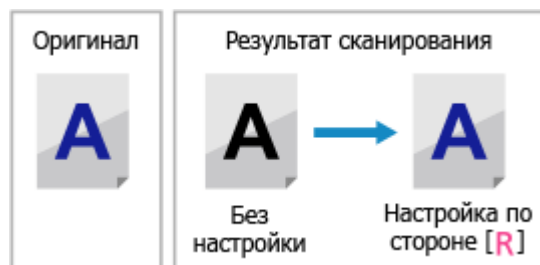 Оригинал
Результат сканирования
A
A
A
Без
настройки
Настройка по
стороне [R]